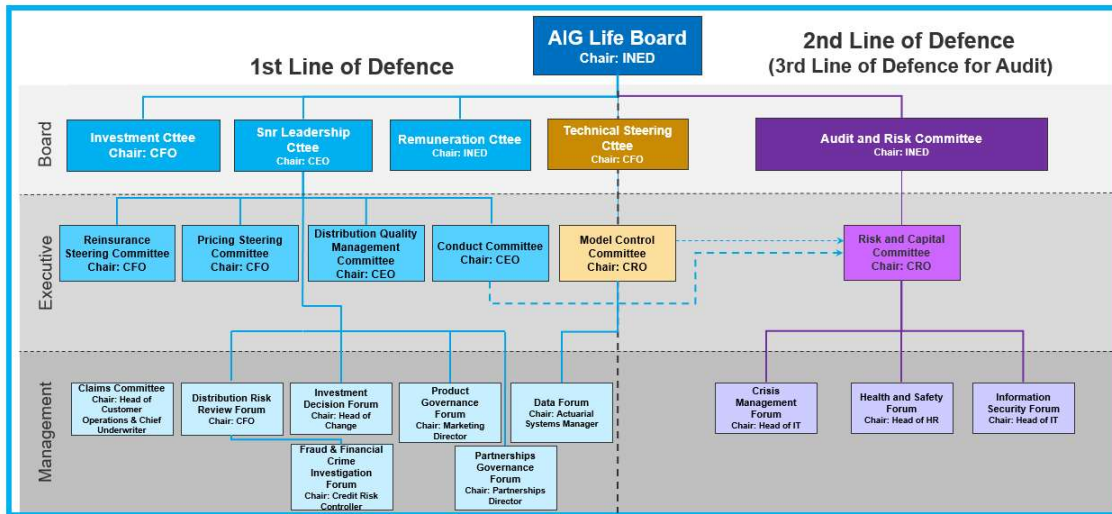 AIG Life Board
Chair: INED
1st Line of Defence
2nd Line of Defence
(3rd Line of Defence for Audit)
Board
Investment Cttee
Chair: CFO
Snr Leadership
Cttee
Chair: CEO
Remuneration Cttee
Chair: INED
Technical Steering
Cttee
Chair: CFO
Audit and Risk Committee
Chair: INED
Executive
Reinsurance
Steering Committee
Chair: CFO
Pricing Steering
Committee
Chair: CFO
Distribution Quality
Management
Committee
Chair: CEO
Conduct Committee
Chair: CEO
Model Control
Committee
Chair: CRO
Risk and Capital
Committee
Chair: CRO
Management
Claims Committee
Chair: Head of
Customer
Operations & Chief
Underwriter
Distribution Risk
Review Forum
Chair: CFO
Investment
Decision Forum
Chair: Head of
Change
Product
Governance
Forum
Chair: Marketing
Director
Data Forum
Chair: Actuarial
Systems Manager
Crisis
Management
Forum
Chair: Head of IT
Health and Safety
Forum
Chair: Head of HR
Information
Security Forum
Chair: Head of IT
Fraud & Financial
Crime
Investigation
Forum
Chair: Credit Risk
Controller
Partnerships
Governance
Forum
Chair: Partnerships
Director